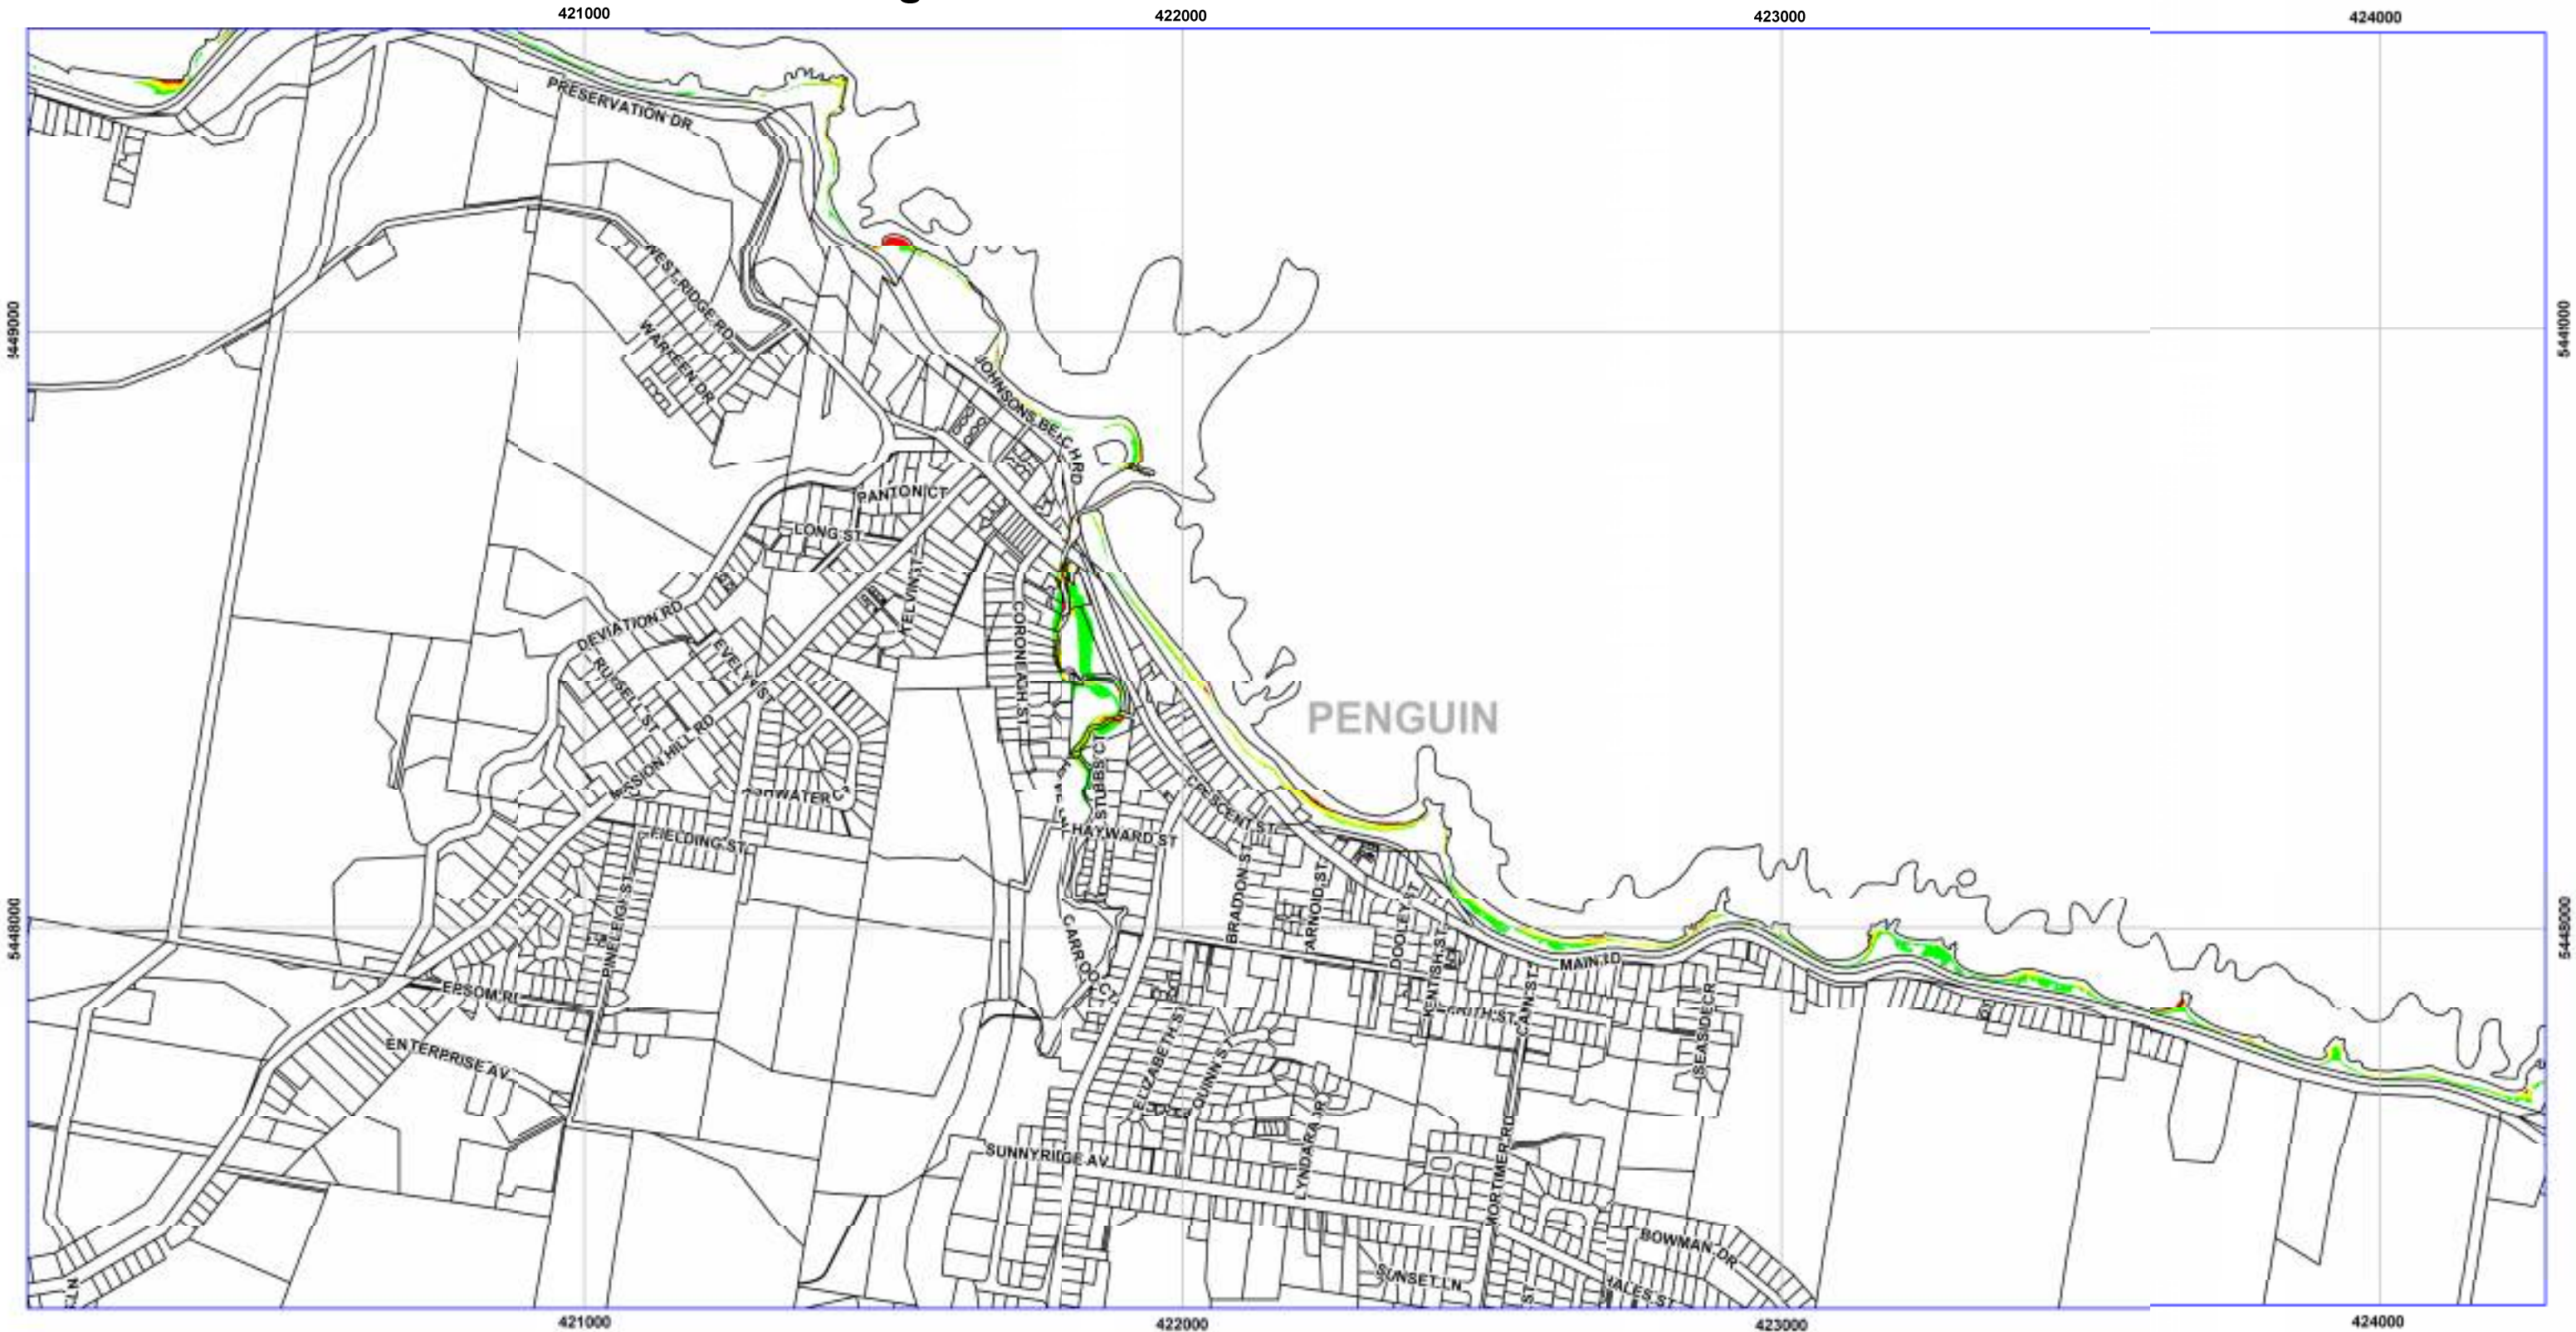 421000
422000
423000
424000
PRESERVATION DR
WEST RIDGE RD
5449000
WARREEN DR
JOHNSONS BEACH RD
PANTON CT
LONG ST
DEVIATION RD
EVELYN ST
RUSSELL ST
PENGUIN
MISSION HILL RD
STUBBS CT
CRESCENT ST
HAYWARD ST
FIELDING ST
BRADDON ST
ARNOLD ST
DOOLEY ST
5448000
5448000
KENTISH ST
MAIN RD
EPSOM RD
CANN ST
SEASIDE CR
ENTERPRISE AV
ELIZABETH ST
QUINN ST
LYNDARA DR
MORTIMER RD
SUNNYRIDGE AV
BOWMAN DR
SUNSET LN
HALES ST
ST
421000
422000
423000
424000